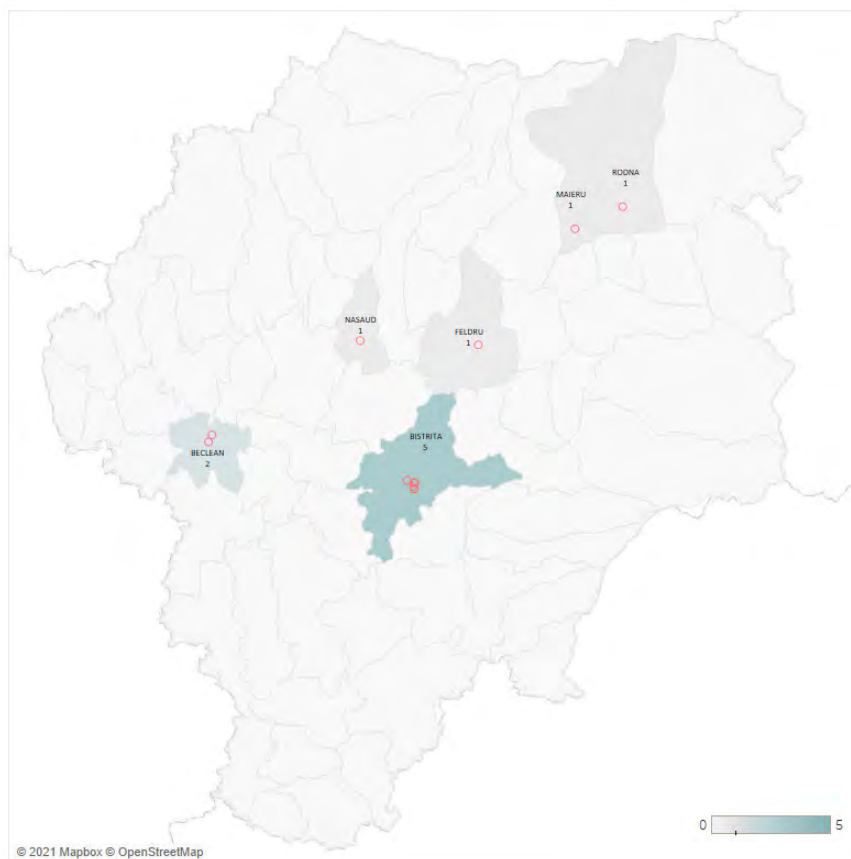 RODNA
1
MAIERU
1
NASAUD
1
FELDRU
1
BISTRITA
5
BECLEAN
2
0 5
© 2021 Mapbox © OpenStreetMap